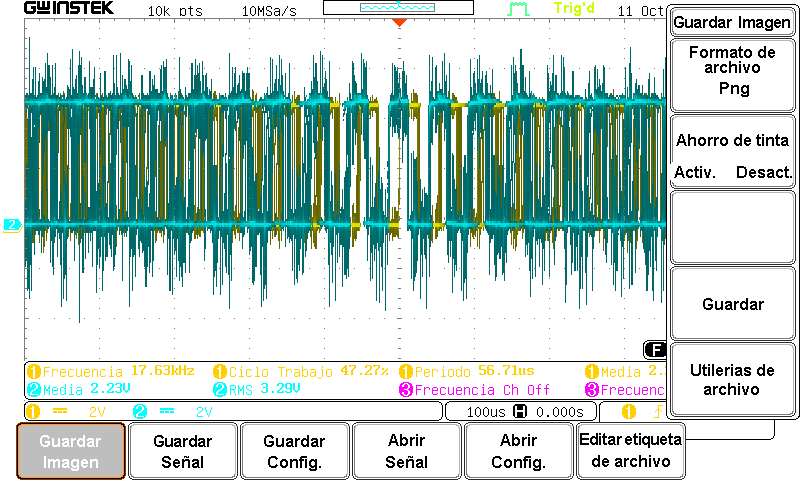 GWINSTEK 10k pts 10MSa/s Trig'd 11 Oct
Guardar Imagen
Formato de
archivo
Png
Ahorro de tinta
Activ. Desact.
Guardar
Utilerias de
archivo
2
F
1 Frecuencia 17.63kHz 1 Ciclo Trabajo 47.27% 1 Periodo 56.71us 1 Media 2.
2 Media 2.23V 2 RMS 3.29V 3 Frecuencia Ch Off 3 Frecuenc
1 2V 2 2V 100us H 0.000s 1
Guardar
Imagen
Guardar
Señal
Guardar
Config.
Abrir
Señal
Abrir
Config.
Editar etiqueta
de archivo